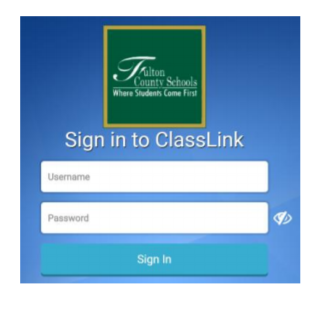 Fulton
County Schools
Where Students Come First
Sign in to ClassLink
Username
Password
Sign In